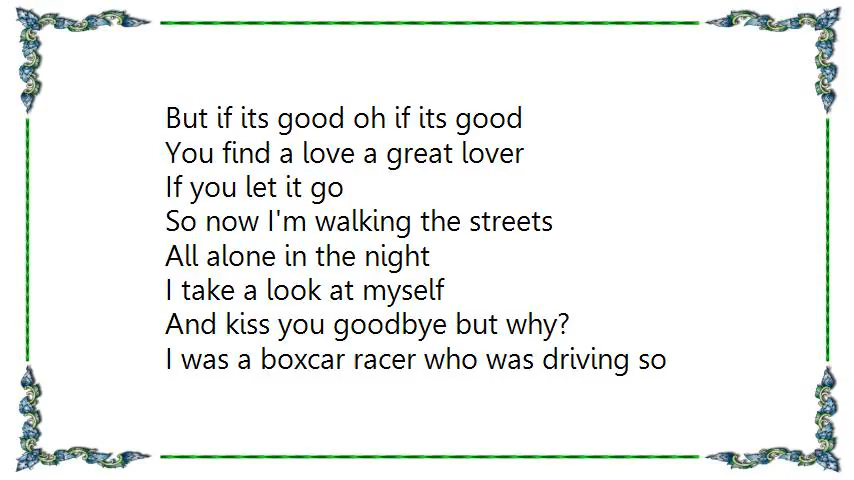 But if its good oh if its good
You find a love a great lover
If you let it go
So now I'm walking the streets
All alone in the night
I take a look at myself
And kiss you goodbye but why?
I was a boxcar racer who was driving so